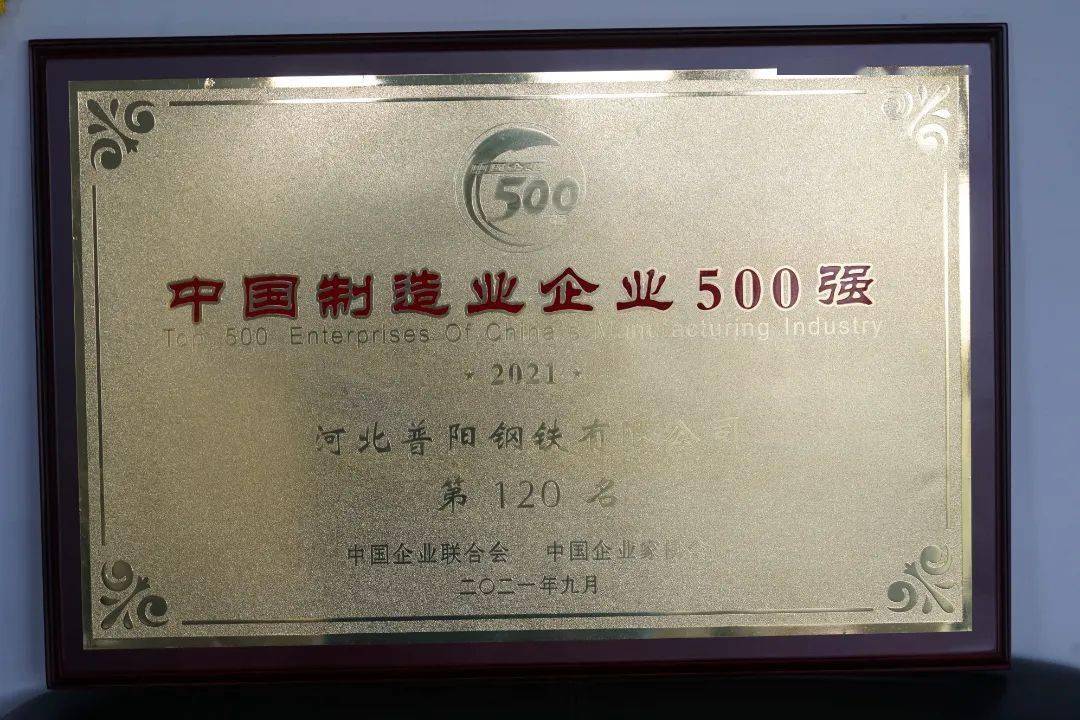 500
中国制造业企业500强
Top 500 Enterprises Of China's Manufacturing Industry
2021
河北普阳钢铁有限公司
第 120 名
中国企业联合会 中国企业家协会
二〇二一年九月